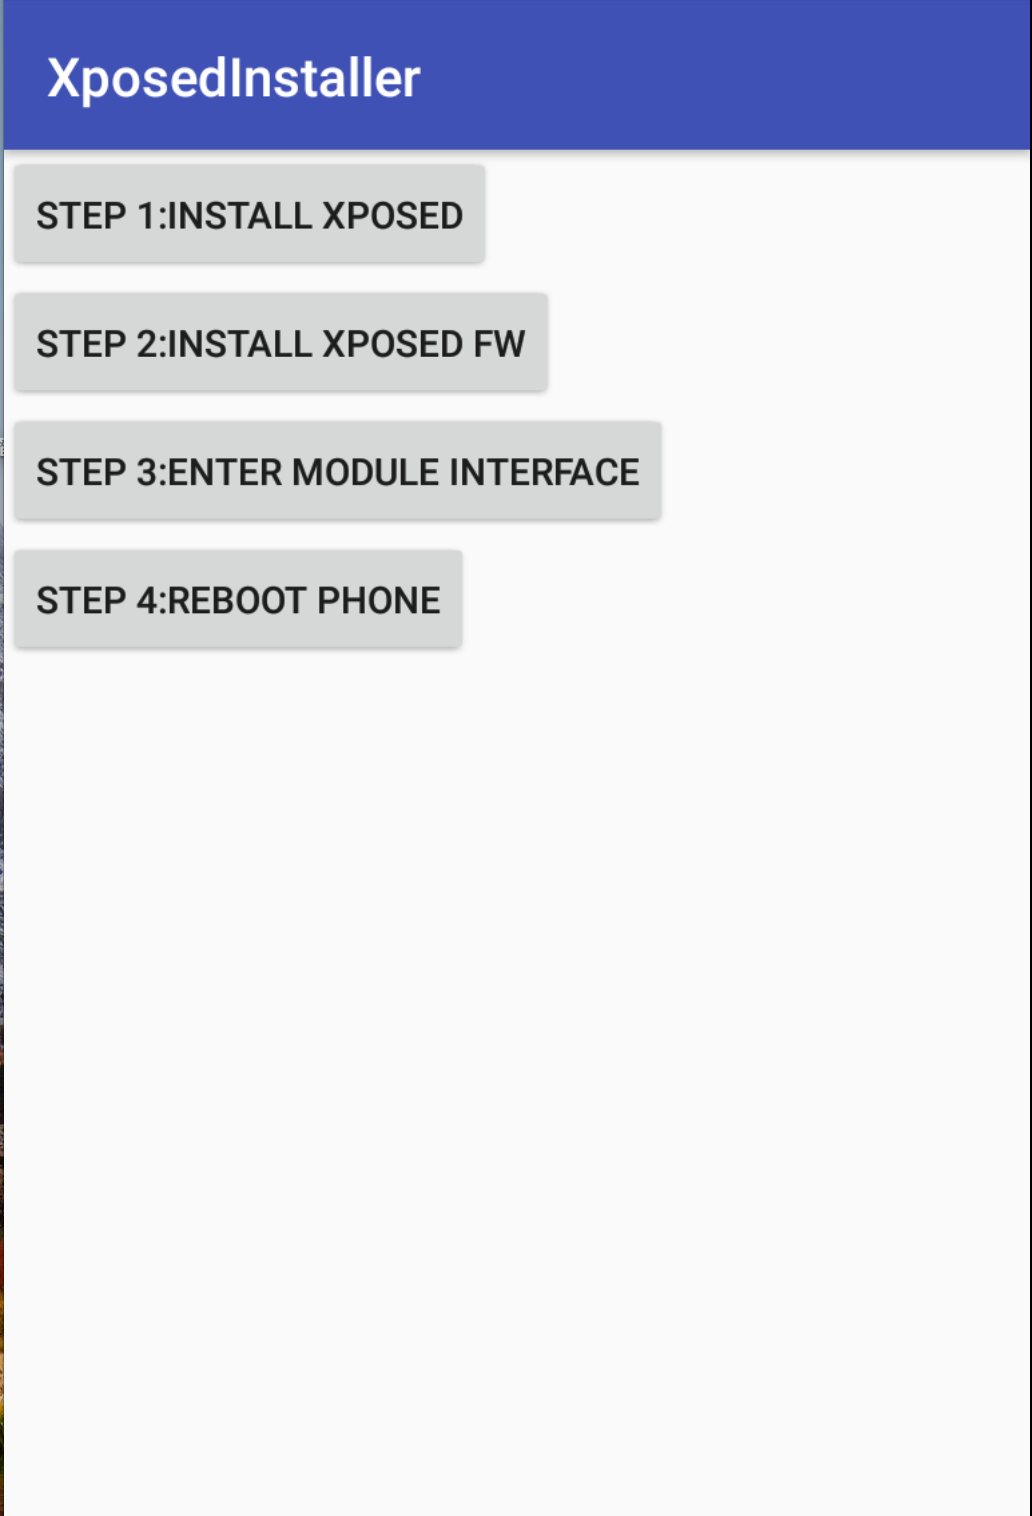 XposedInstaller
STEP 1:INSTALL XPOSED
STEP 2:INSTALL XPOSED FW
STEP 3:ENTER MODULE INTERFACE
STEP 4:REBOOT PHONE